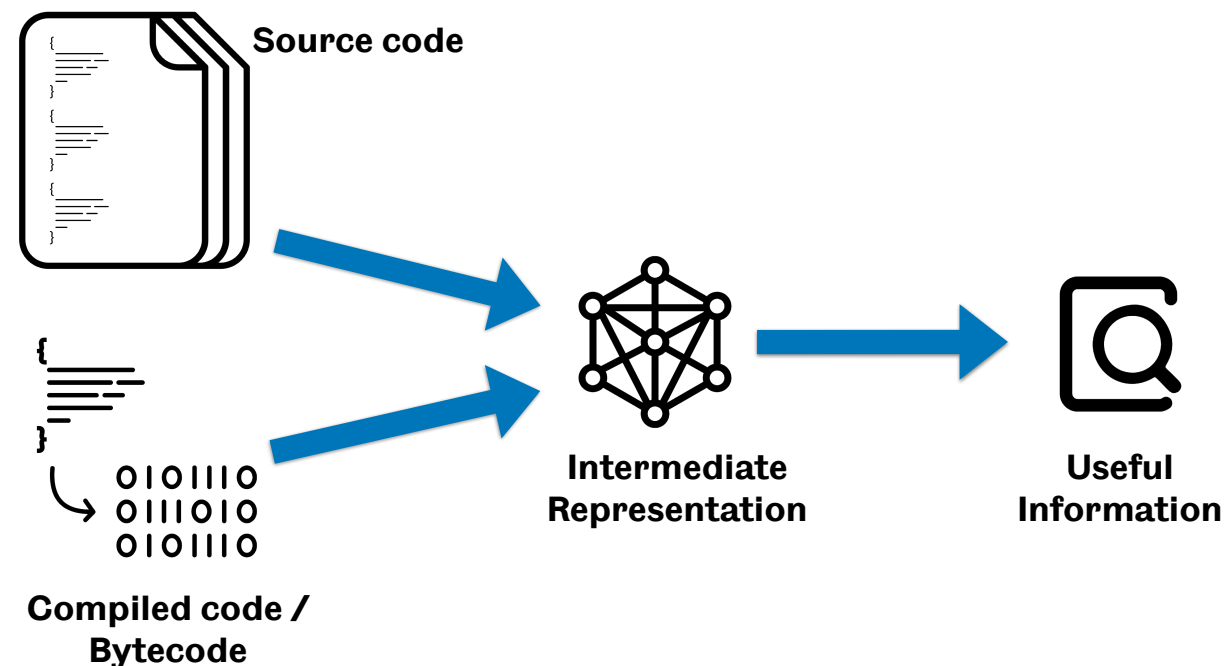 Source code
{
}
{
}
{
}
{
}
0101110
0111010
0101110
Intermediate
Representation
Useful
Information
Compiled code /
Bytecode